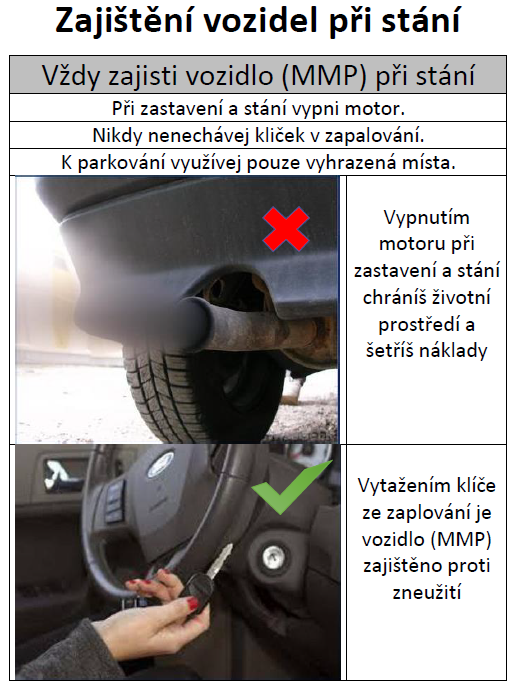 Zajištění vozidel při stání
Vždy zajisti vozidlo (MMP) při stání
Při zastavení a stání vypni motor.
Nikdy nenechávej kliček v zapalování.
K parkování využívej pouze vyhrazená místa.
Vypnutím
motoru při
zastavení a stání
chráníš životní
prostředí a
šetříš náklady
Vytažením klíče
ze zaplování je
vozidlo (MMP)
zajištěno proti
zneužití